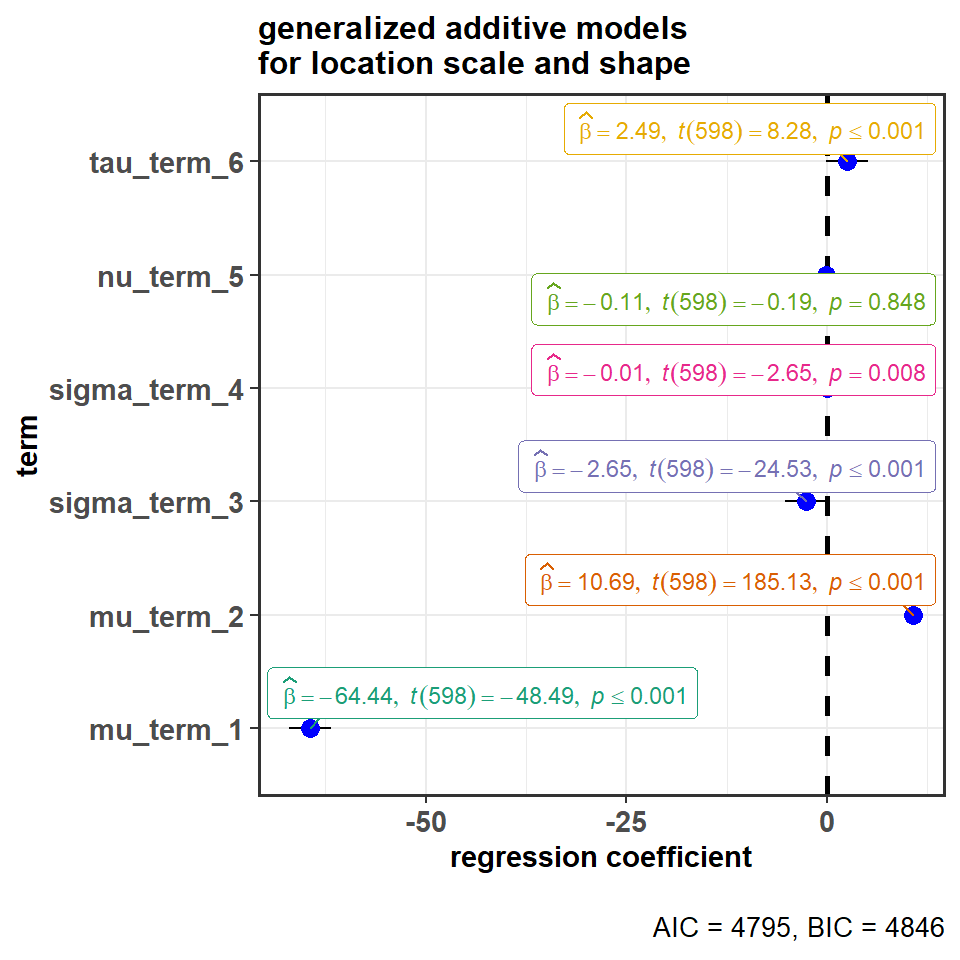 generalized additive models
for location scale and shape
term
tau_term_6
β̂ = 2.49, t(598) = 8.28, p ≤ 0.001
nu_term_5
β̂ = −0.11, t(598) = −0.19, p = 0.848
sigma_term_4
β̂ = −0.01, t(598) = −2.65, p = 0.008
sigma_term_3
β̂ = −2.65, t(598) = −24.53, p ≤ 0.001
mu_term_2
β̂ = 10.69, t(598) = 185.13, p ≤ 0.001
mu_term_1
β̂ = −64.44, t(598) = −48.49, p ≤ 0.001
-50 -25 0
regression coefficient
AIC = 4795, BIC = 4846